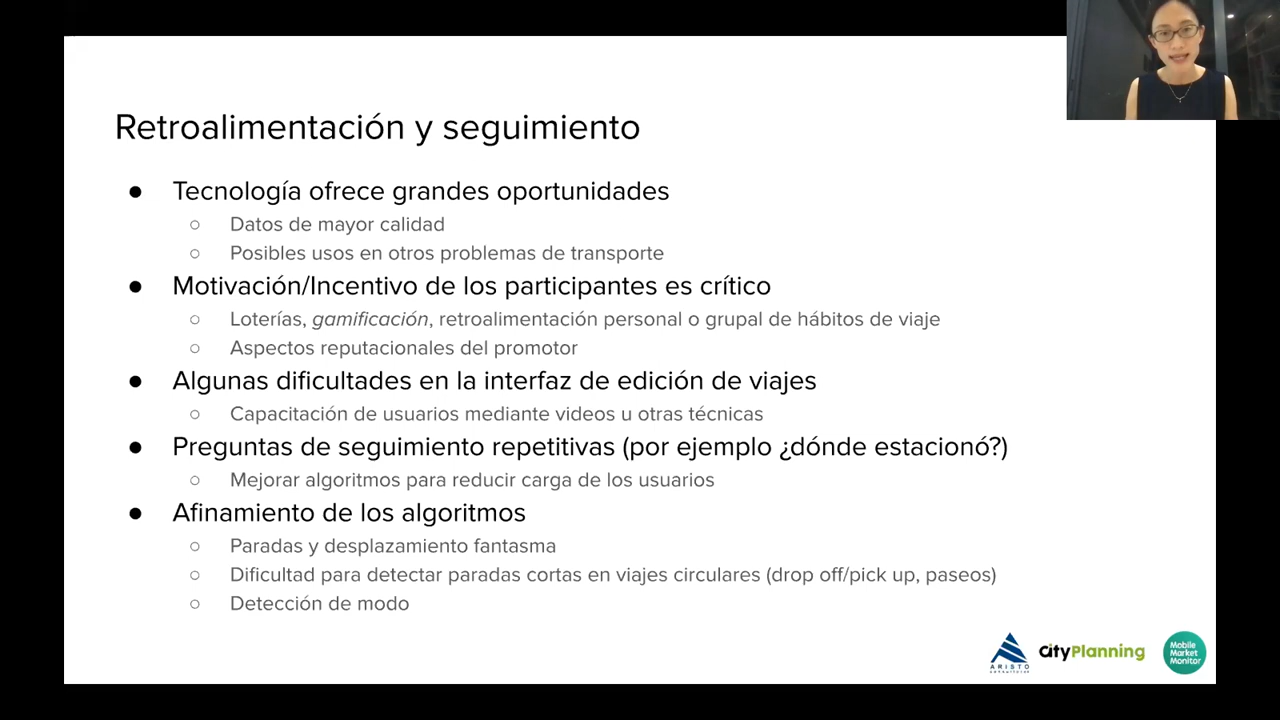 Retroalimentación y seguimiento
● Tecnología ofrece grandes oportunidades
○ Datos de mayor calidad
○ Posibles usos en otros problemas de transporte
● Motivación/Incentivo de los participantes es crítico
○ Loterías, gamificación, retroalimentación personal o grupal de hábitos de viaje
○ Aspectos reputacionales del promotor
● Algunas dificultades en la interfaz de edición de viajes
○ Capacitación de usuarios mediante videos u otras técnicas
● Preguntas de seguimiento repetitivas (por ejemplo ¿dónde estacionó?)
○ Mejorar algoritmos para reducir carga de los usuarios
● Afinamiento de los algoritmos
○ Paradas y desplazamiento fantasma
○ Dificultad para detectar paradas cortas en viajes circulares (drop off/pick up, paseos)
○ Detección de modo
ARISTO
consultores
CityPlanning
Mobile
Market
Monitor